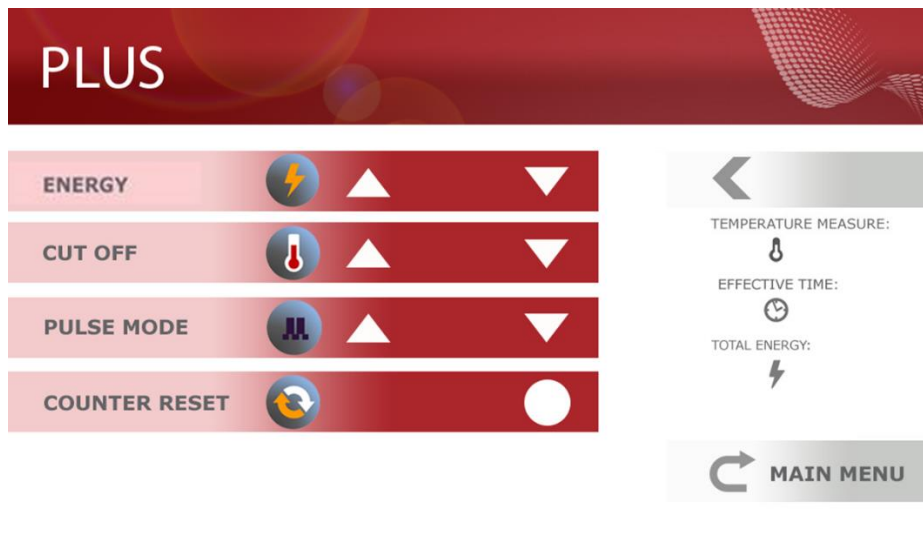 PLUS
ENERGY
CUT OFF
PULSE MODE
COUNTER RESET
TEMPERATURE MEASURE:
EFFECTIVE TIME:
TOTAL ENERGY:
MAIN MENU